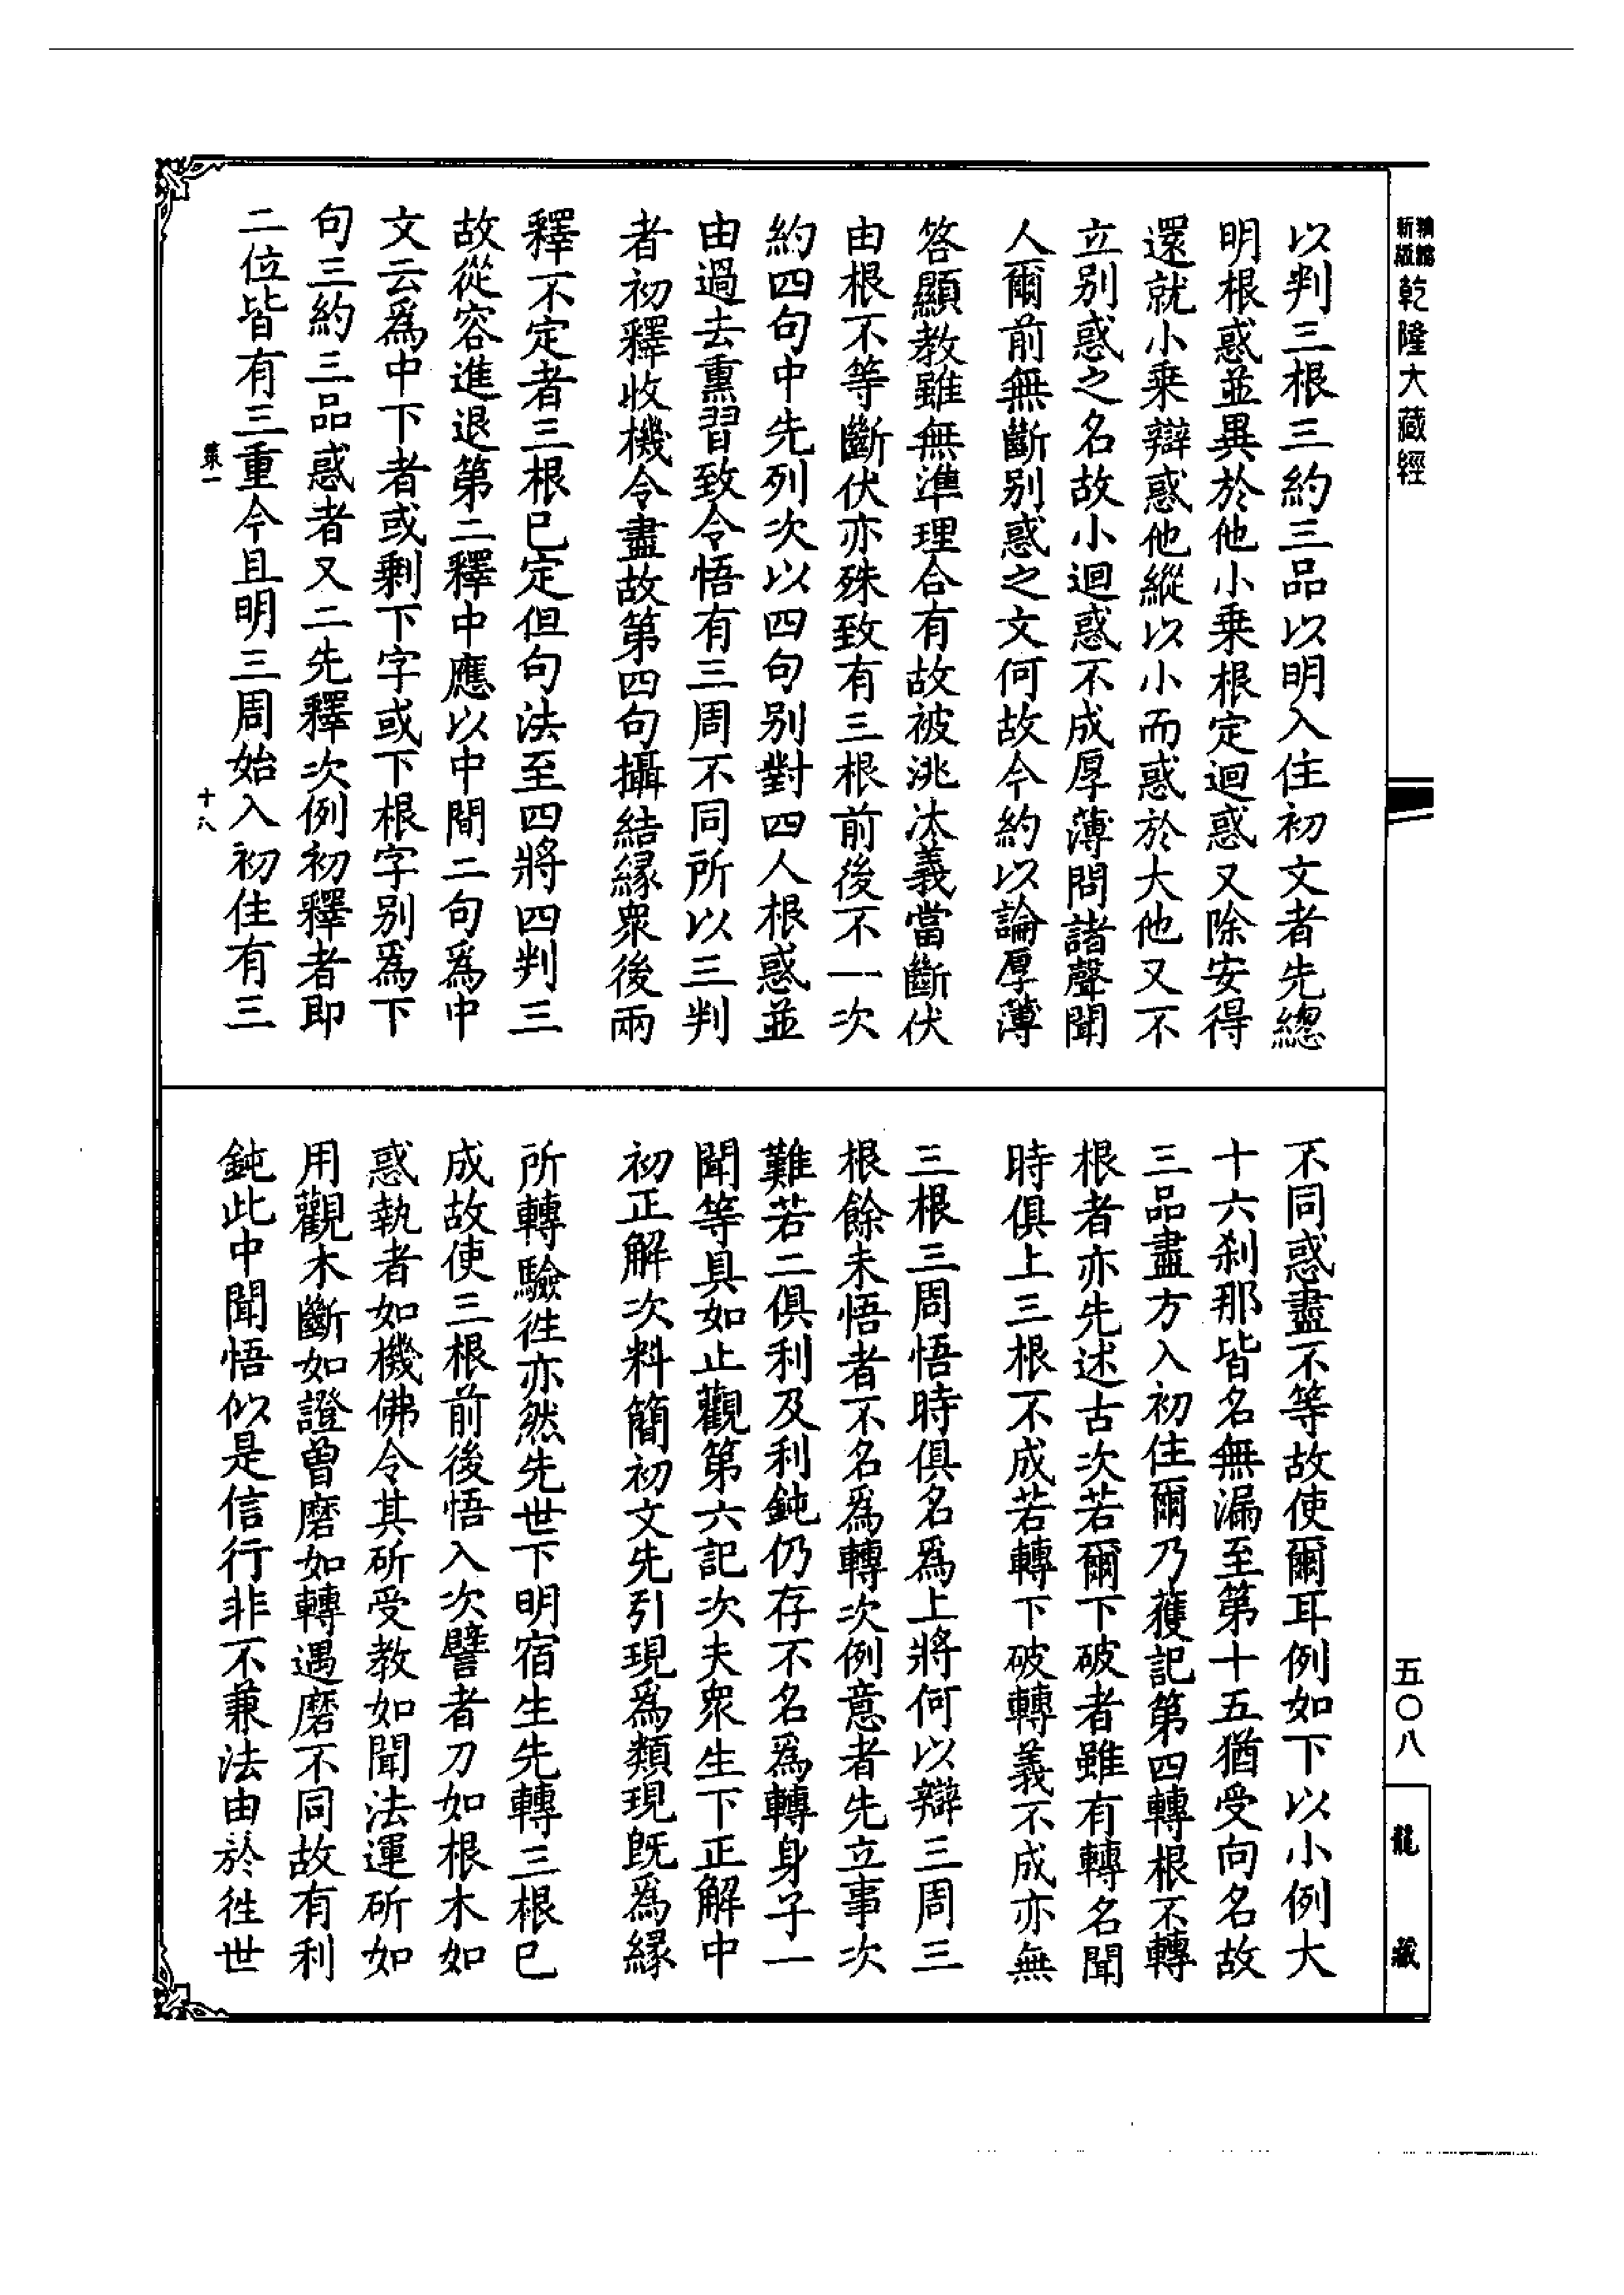 新編
縮版
乾隆大藏經
以判三根三約三品以明入住初文者先總
明根惑並異於他小乘根定迴惑又除安得
還就小乘辯惑他縱以小而惑於大他又不
立別惑之名故小迴惑不成厚薄問諸聲聞
人爾前無斷別惑之文何故今約以論厚薄
答顯教雖無準理合有故被洮汰義當斷伏
由根不等斷伏亦殊致有三根前後不一次
約四句中先列次以四句別對四人根惑並
由過去熏習致令悟有三周不同所以三判
者初釋收機令盡故第四句攝結緣衆後兩
釋不定者三根已定但句法至四將四判三
故從容進退第二釋中應以中間二句爲中
文云爲中下者或剩下字或下根字別爲下
句三約三品惑者又二先釋次例初釋者即
二位皆有三重今且明三周始入初住有三
十八
不同惑盡不等故使爾耳例如下以小例大
十六刹那皆名無漏至第十五猶受向名故
三品盡方入初住爾乃獲記第四轉根不轉
根者亦先述古次若爾下破者雖有轉名聞
時俱上三根不成若轉下破轉義不成亦無
三根三周悟時俱名爲上將何以辯三周三
根餘未悟者不名爲轉次例意者先立事次
難若二俱利及利鈍仍存不名爲轉身子一
聞等具如止觀第六記次夫衆生下正解中
初正解次料簡初文先引現爲類現既爲緣
所轉驗徃亦然先世下明宿生先轉三根已
成故使三根前後悟入次譬者刀如根木如
惑執者如機佛令其斫受教如聞法運斫如
用觀木斷如證曾磨如轉遇磨不同故有利
鈍此中聞悟似是信行非不兼法由於徃世
五〇八
龍藏